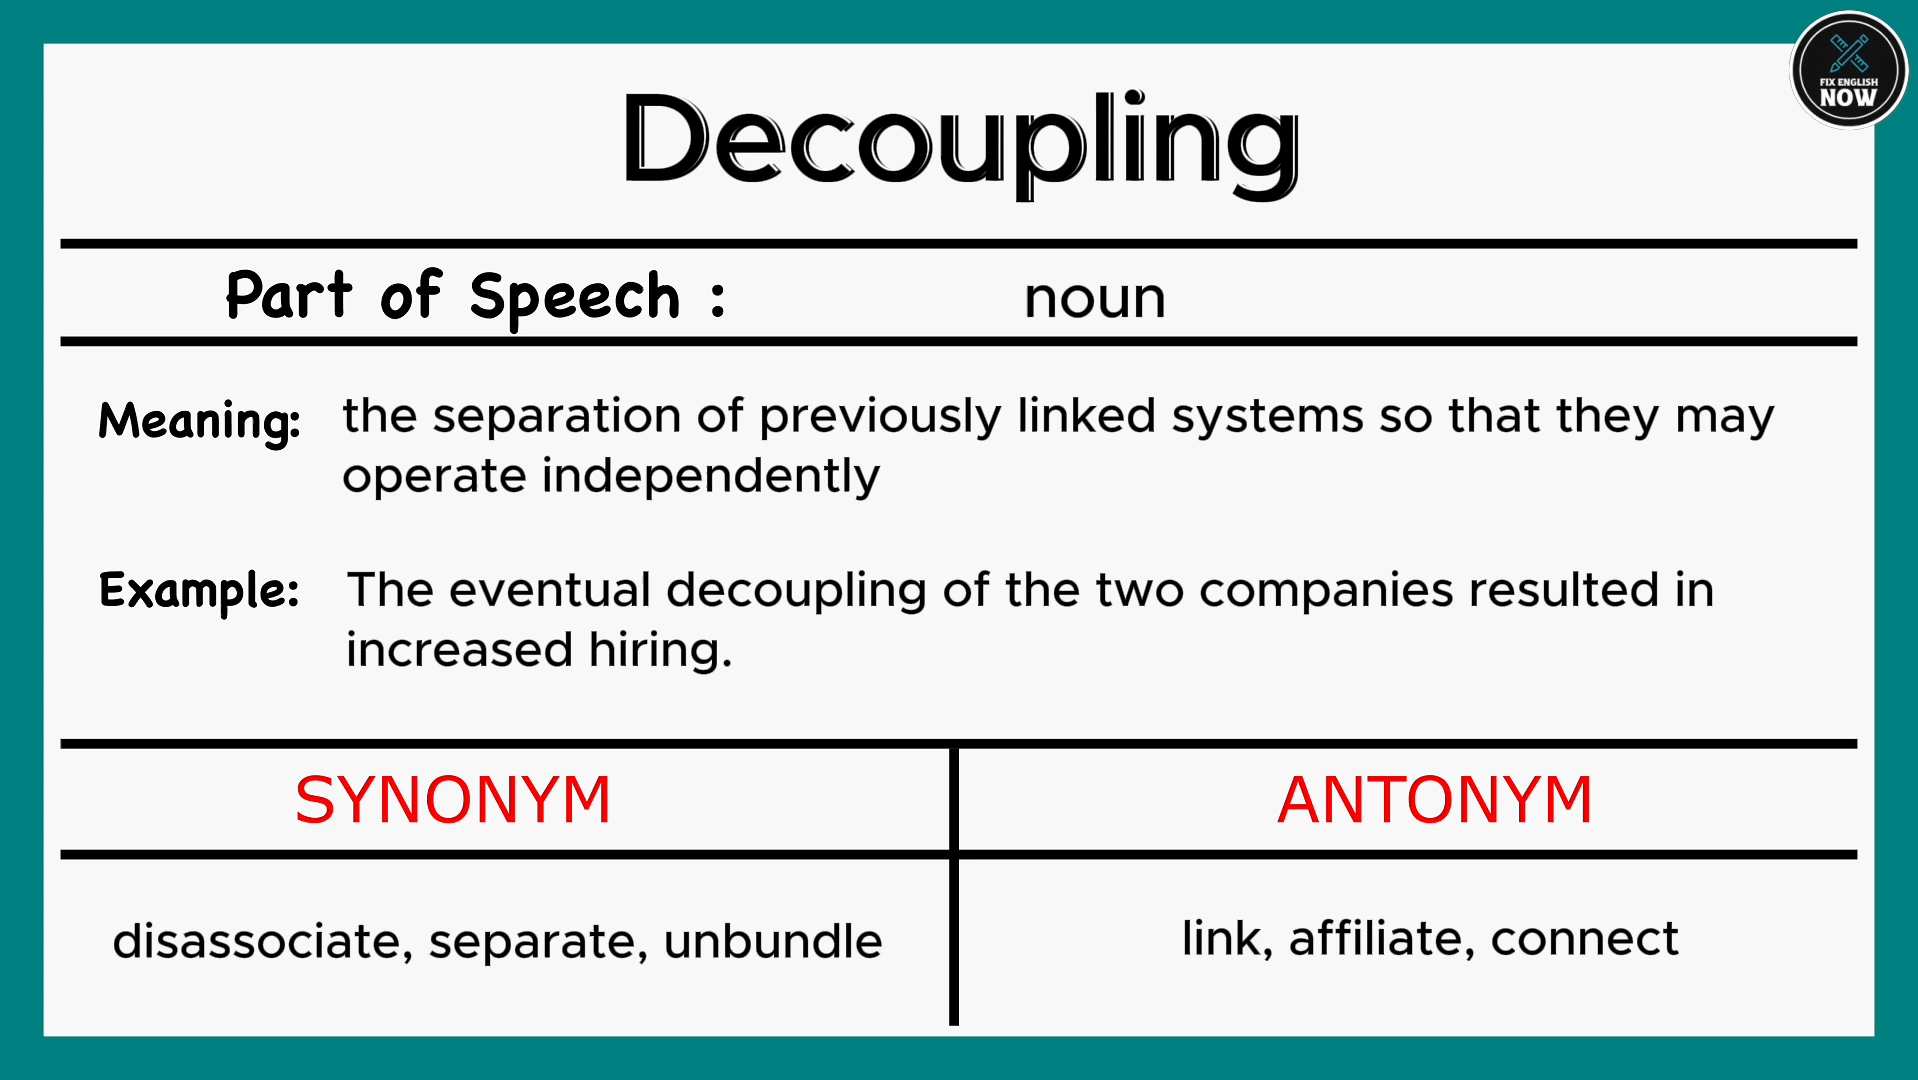 FIX ENGLISH
NOW
Decoupling
Part of Speech : noun
Meaning: the separation of previously linked systems so that they may
operate independently
Example: The eventual decoupling of the two companies resulted in
increased hiring.
SYNONYM ANTONYM
disassociate, separate, unbundle link, affiliate, connect